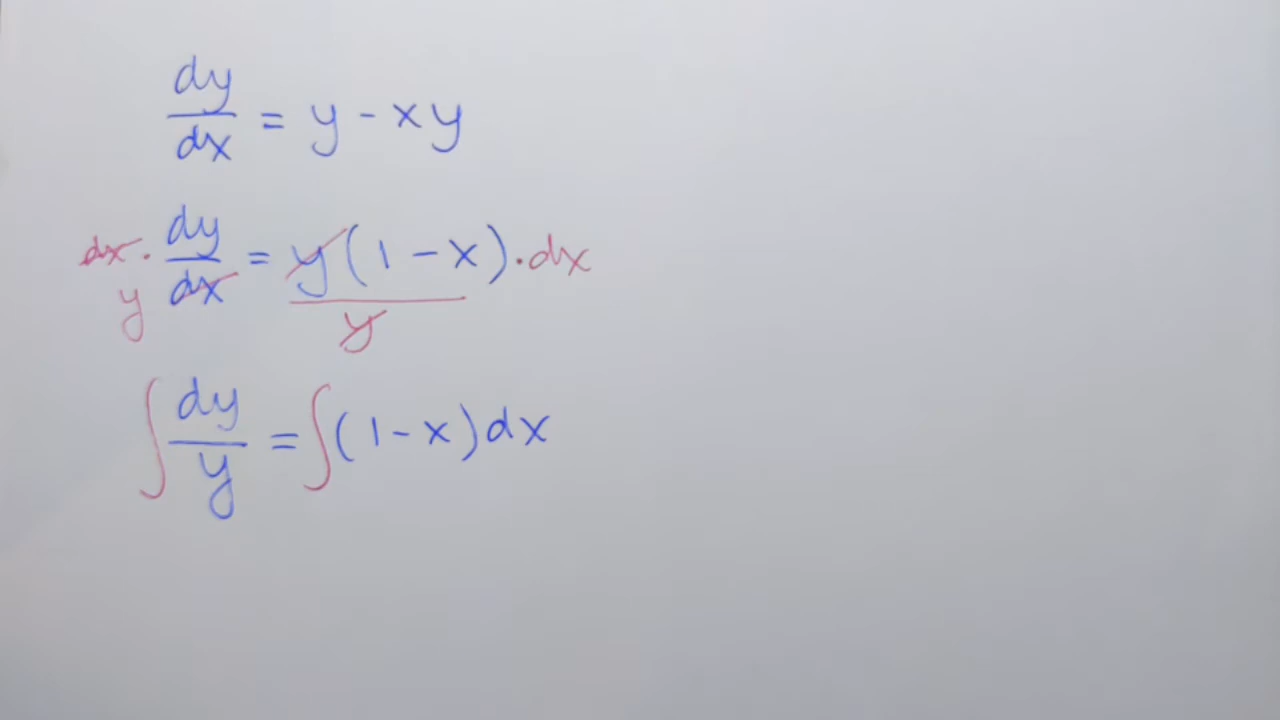 dy/dx = y - xy
dx · dy/y dx = y(1 - x)/y · dx
∫ dy/y = ∫ (1 - x) dx